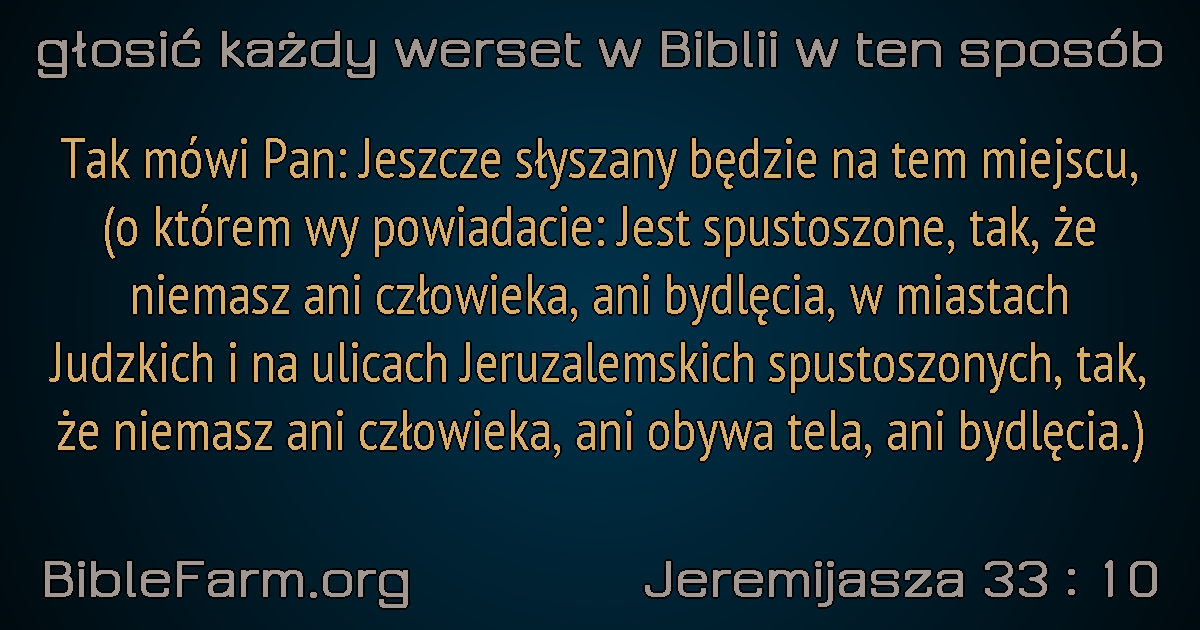 głosić każdy werset w Biblii w ten sposób
Tak mówi Pan: Jeszcze słyszany będzie na tem miejscu,
(o którem wy powiadacie: Jest spustoszone, tak, że
niemasz ani człowieka, ani bydlęcia, w miastach
Judzkich i na ulicach Jeruzalemskich spustoszonych, tak,
że niemasz ani człowieka, ani obywa tela, ani bydlęcia.)
BibleFarm.org
Jeremijasza 33 : 10